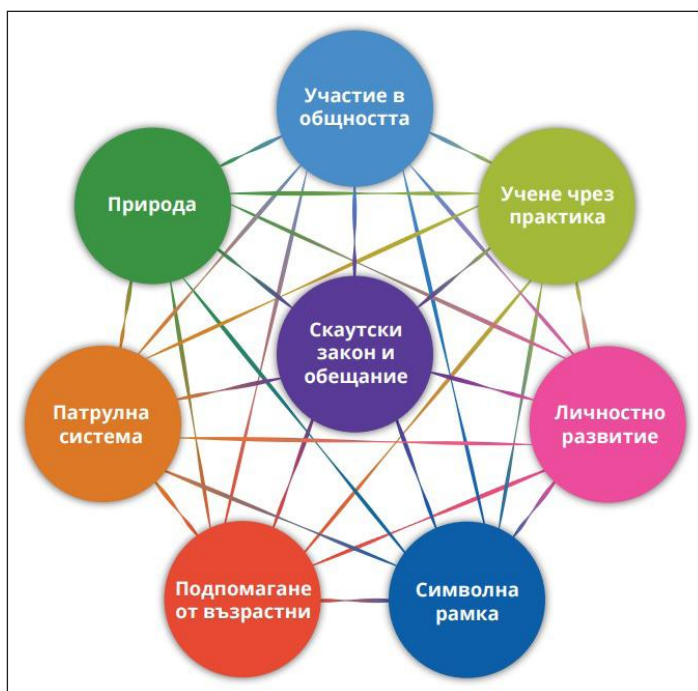 Участие в
общността
Природа
Учене чрез
практика
Скаутски
закон и
обещание
Патрулна
система
Личностно
развитие
Подпомагане
от възрастни
Символна
рамка